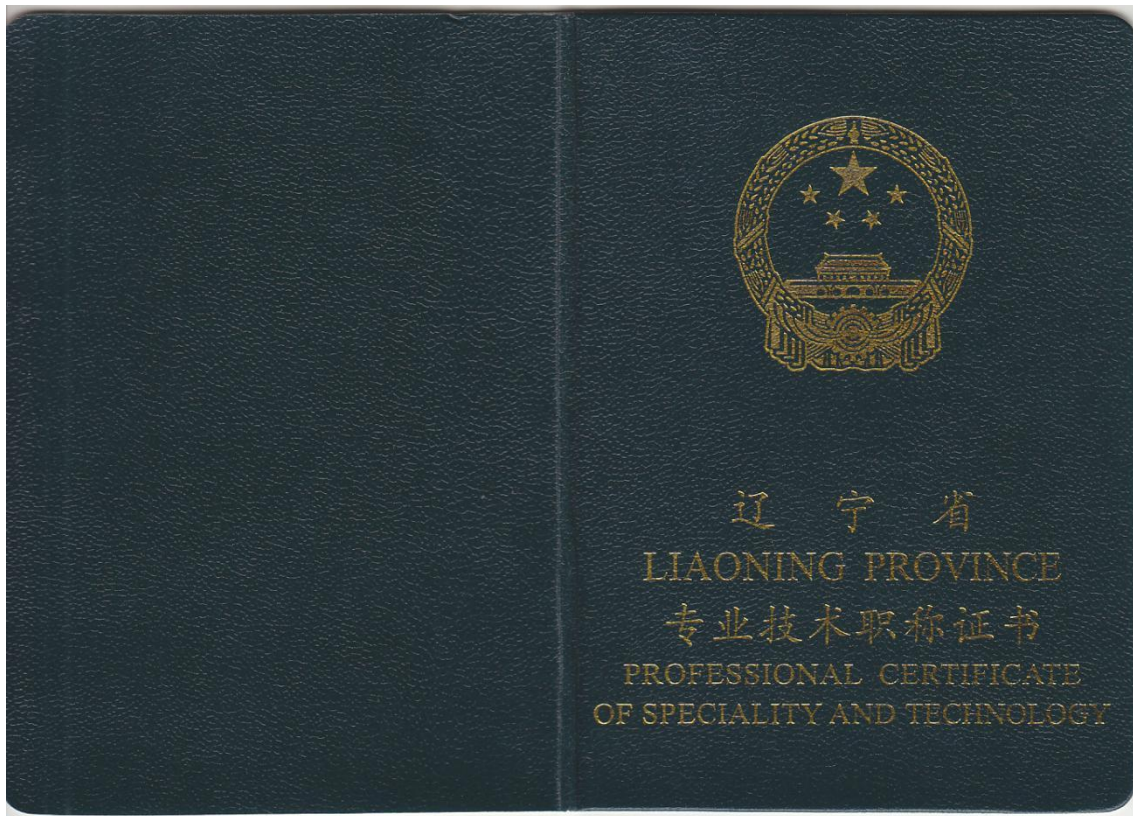 辽宁省
LIAONING PROVINCE
专业技术职称证书
PROFESSIONAL CERTIFICATE
OF SPECIALITY AND TECHNOLOGY